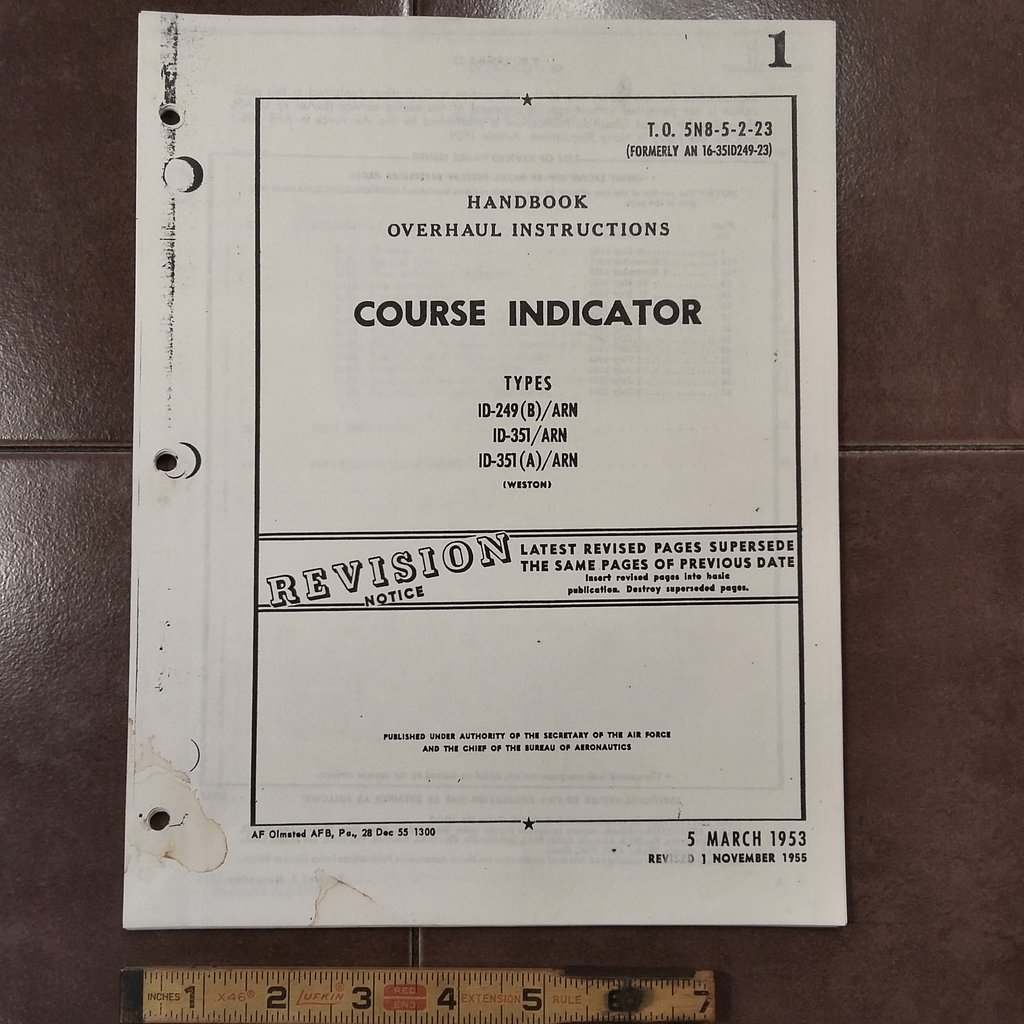 1
T.O. 5N8-5-2-23
(FORMERLY AN 16-35ID249-23)
HANDBOOK
OVERHAUL INSTRUCTIONS
COURSE INDICATOR
TYPES
ID-249(B)/ARN
ID-351/ARN
ID-351(A)/ARN
(WESTON)
REVISION
NOTICE
LATEST REVISED PAGES SUPERSEDE
THE SAME PAGES OF PREVIOUS DATE
Insert revised pages into basic
publication. Destroy superseded pages.
PUBLISHED UNDER AUTHORITY OF THE SECRETARY OF THE AIR FORCE
AND THE CHIEF OF THE BUREAU OF AERONAUTICS
AF Olmsted AFB, Pa., 28 Dec 55 1300
5 MARCH 1953
REVISED 1 NOVEMBER 1955
INCHES 1 X46 2 LUFKIN 3 RED END 4 EXTENSION 5 RULE 6 7